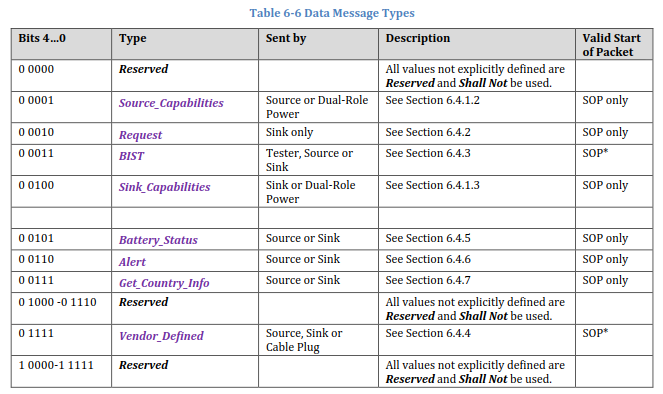 Table 6-6 Data Message Types
Bits 4…0 Type Sent by Description Valid Start of Packet
0 0000 Reserved All values not explicitly defined are Reserved and Shall Not be used.
0 0001 Source_Capabilities Source or Dual-Role Power See Section 6.4.1.2 SOP only
0 0010 Request Sink only See Section 6.4.2 SOP only
0 0011 BIST Tester, Source or Sink See Section 6.4.3 SOP*
0 0100 Sink_Capabilities Sink or Dual-Role Power See Section 6.4.1.3 SOP only
0 0101 Battery_Status Source or Sink See Section 6.4.5 SOP only
0 0110 Alert Source or Sink See Section 6.4.6 SOP only
0 0111 Get_Country_Info Source or Sink See Section 6.4.7 SOP only
0 1000 -0 1110 Reserved All values not explicitly defined are Reserved and Shall Not be used.
0 1111 Vendor_Defined Source, Sink or Cable Plug See Section 6.4.4 SOP*
1 0000-1 1111 Reserved All values not explicitly defined are Reserved and Shall Not be used.